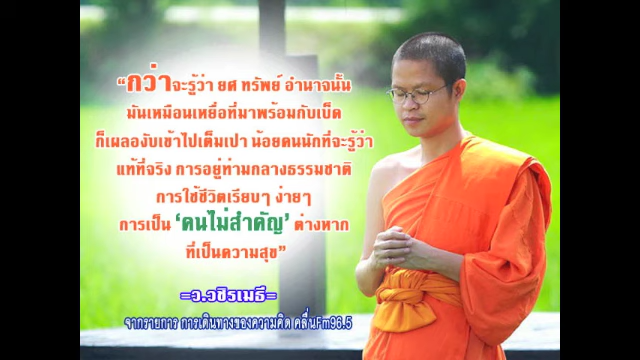 “กว่าจะรู้ว่า ยศ ทรัพย์ อำนาจนั้น
มันเหมือนเหยื่อที่มาพร้อมกับเบ็ด
ก็เผลองับเข้าไปเต็มเปา น้อยคนนักที่จะรู้ว่า
แท้ที่จริง การอยู่ท่ามกลางธรรมชาติ
การใช้ชีวิตเรียบๆ ง่ายๆ
การเป็น ‘คนไม่สำคัญ’ ต่างหาก
ที่เป็นความสุข”
=ว.วชิรเมธี=
จากรายการ การเดินทางของความคิด คลื่นFm96.5